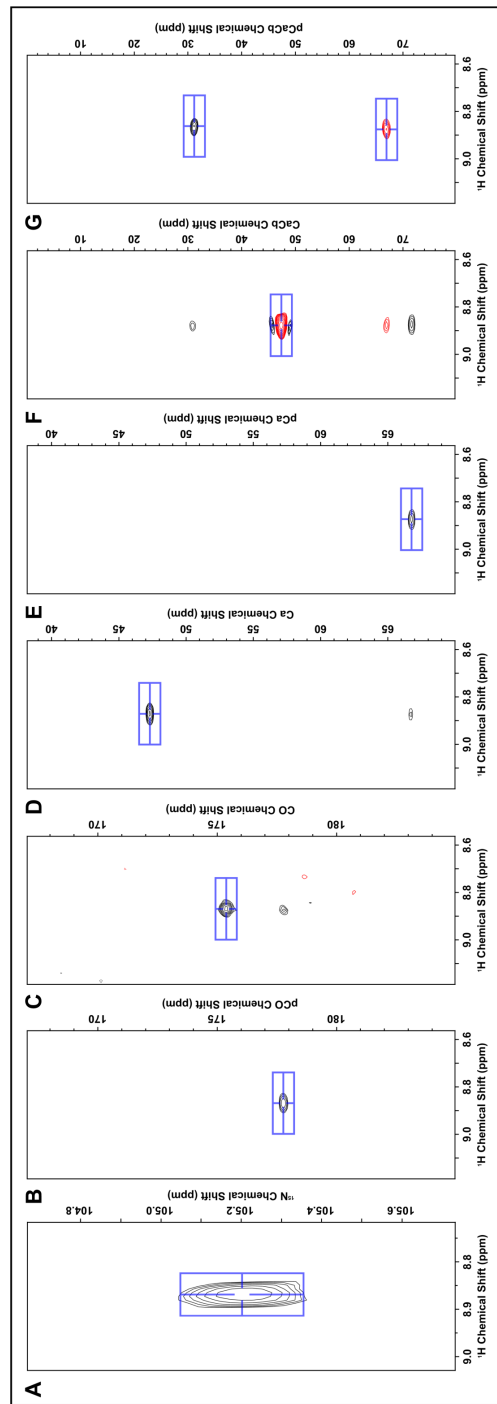 A
104.8
105.0
105.2
105.4
105.6
¹⁵N Chemical Shift (ppm)
9.0 8.9 8.8
¹H Chemical Shift (ppm)
B
170
175
180
pCO Chemical Shift (ppm)
9.0 8.8 8.6
¹H Chemical Shift (ppm)
C
170
175
180
CO Chemical Shift (ppm)
9.0 8.8 8.6
¹H Chemical Shift (ppm)
D
40
45
50
55
60
65
Ca Chemical Shift (ppm)
9.0 8.8 8.6
¹H Chemical Shift (ppm)
E
40
45
50
55
60
65
pCa Chemical Shift (ppm)
9.0 8.8 8.6
¹H Chemical Shift (ppm)
F
10
20
30
40
50
60
70
CaCb Chemical Shift (ppm)
9.0 8.8 8.6
¹H Chemical Shift (ppm)
G
10
20
30
40
50
60
70
pCaCb Chemical Shift (ppm)
9.0 8.8 8.6
¹H Chemical Shift (ppm)